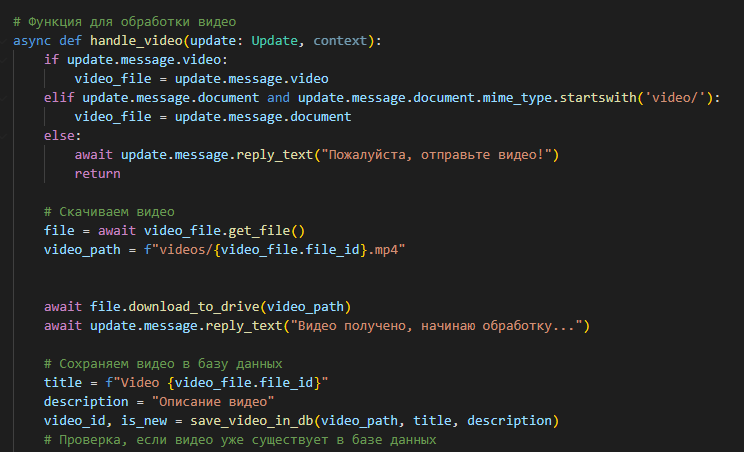 # Функция для обработки видео
async def handle_video(update: Update, context):
    if update.message.video:
        video_file = update.message.video
    elif update.message.document and update.message.document.mime_type.startswith('video/'):
        video_file = update.message.document
    else:
        await update.message.reply_text("Пожалуйста, отправьте видео!")
        return

    # Скачиваем видео
    file = await video_file.get_file()
    video_path = f"videos/{video_file.file_id}.mp4"


    await file.download_to_drive(video_path)
    await update.message.reply_text("Видео получено, начинаю обработку...")

    # Сохраняем видео в базу данных
    title = f"Video {video_file.file_id}"
    description = "Описание видео"
    video_id, is_new = save_video_in_db(video_path, title, description)
    # Проверка, если видео уже существует в базе данных